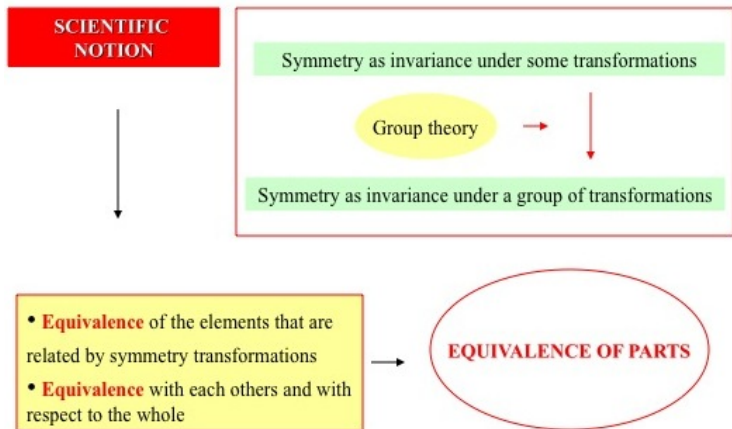 SCIENTIFIC
NOTION
Symmetry as invariance under some transformations
Group theory
Symmetry as invariance under a group of transformations
• Equivalence of the elements that are
related by symmetry transformations
• Equivalence with each others and with
respect to the whole
EQUIVALENCE OF PARTS